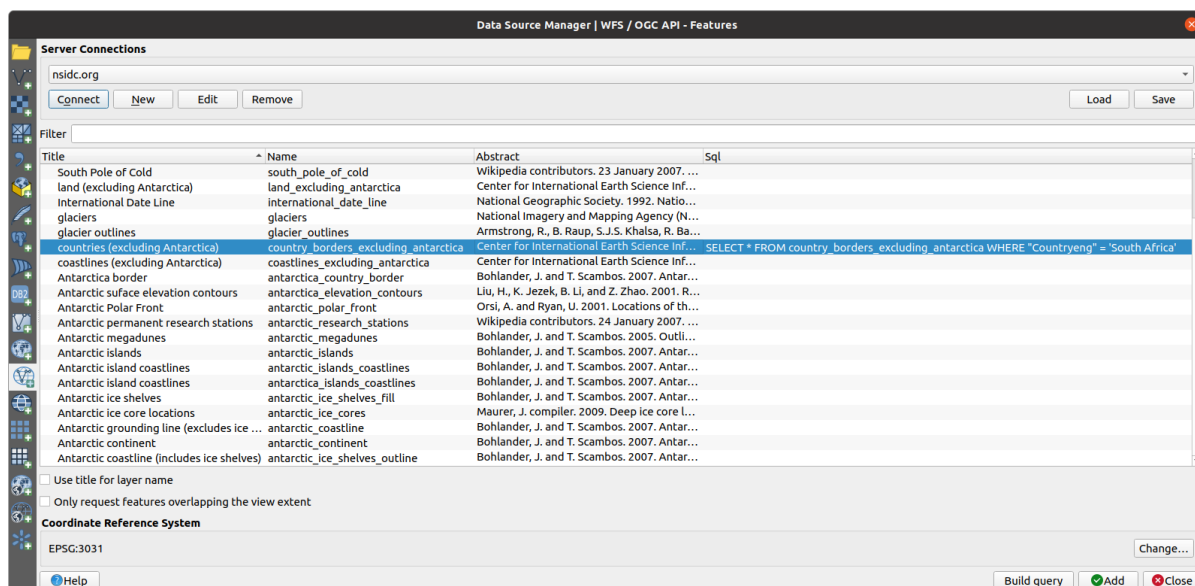 Data Source Manager | WFS / OGC API - Features
Server Connections
nsidc.org
Connect New Edit Remove Load Save
Filter
Title Name Abstract Sql
South Pole of Cold south_pole_of_cold Wikipedia contributors. 23 January 2007. ...
land (excluding Antarctica) land_excluding_antarctica Center for International Earth Science Inf...
International Date Line international_date_line National Geographic Society. 1992. Natio...
glaciers glaciers National Imagery and Mapping Agency (N...
glacier outlines glacier_outlines Armstrong, R., B. Raup, S.J.S. Khalsa, R. Ba...
countries (excluding Antarctica) country_borders_excluding_antarctica Center for International Earth Science Inf... SELECT * FROM country_borders_excluding_antarctica WHERE "Countryeng" = 'South Africa'
coastlines (excluding Antarctica) coastlines_excluding_antarctica Center for International Earth Science Inf...
Antarctica border antarctica_country_border Bohlander, J. and T. Scambos. 2007. Antar...
Antarctic suface elevation contours antarctica_elevation_contours Liu, H., K. Jezek, B. Li, and Z. Zhao. 2001. R...
Antarctic Polar Front antarctic_polar_front Orsi, A. and Ryan, U. 2001. Locations of th...
Antarctic permanent research stations antarctic_research_stations Wikipedia contributors. 24 January 2007. ...
Antarctic megadunes antarctic_megadunes Bohlander, J. and T. Scambos. 2005. Outli...
Antarctic islands antarctic_islands Bohlander, J. and T. Scambos. 2007. Antar...
Antarctic island coastlines antarctic_islands_coastlines Bohlander, J. and T. Scambos. 2007. Antar...
Antarctic island coastlines antarctica_islands_coastlines Bohlander, J. and T. Scambos. 2007. Antar...
Antarctic ice shelves antarctic_ice_shelves_fill Bohlander, J. and T. Scambos. 2007. Antar...
Antarctic ice core locations antarctic_ice_cores Maurer, J. compiler. 2009. Deep ice core l...
Antarctic grounding line (excludes ice ... antarctic_coastline Bohlander, J. and T. Scambos. 2007. Antar...
Antarctic continent antarctic_continent Bohlander, J. and T. Scambos. 2007. Antar...
Antarctic coastline (includes ice shelves) antarctic_ice_shelves_outline Bohlander, J. and T. Scambos. 2007. Antar...
Use title for layer name
Only request features overlapping the view extent
Coordinate Reference System
EPSG:3031 Change...
Help Build query Add Close
DB2